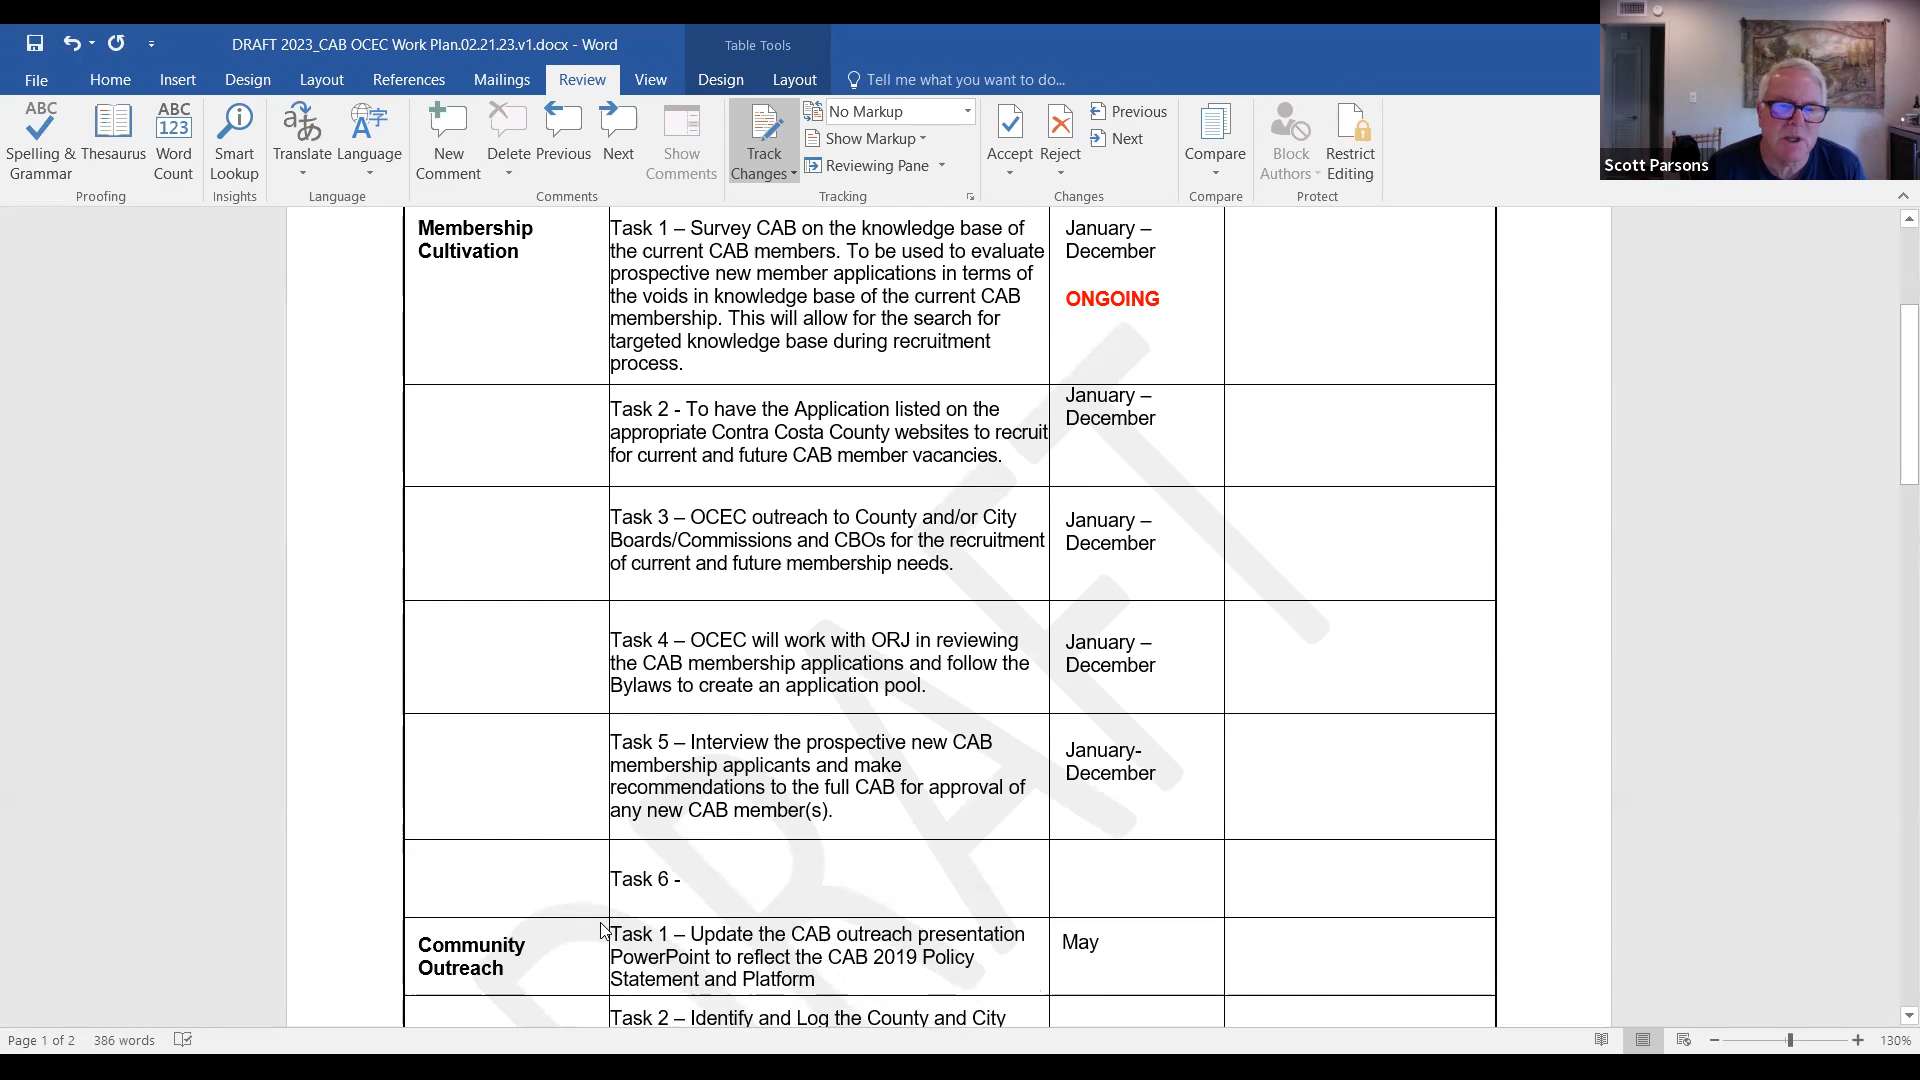 DRAFT 2023_CAB OCEC Work Plan.02.21.23.v1.docx - Word
Table Tools
File
Home
Insert
Design
Layout
References
Mailings
Review
View
Design
Layout
Tell me what you want to do...
ABC
Spelling &
Grammar
Thesaurus
ABC
123
Word
Count
Proofing
Smart
Lookup
Insights
Translate
Language
Language
New
Comment
Delete
Previous
Next
Show
Comments
Comments
Track
Changes
No Markup
Show Markup
Reviewing Pane
Tracking
Accept
Reject
Previous
Next
Changes
Compare
Compare
Block
Authors
Restrict
Editing
Protect
Scott Parsons
Membership
Cultivation
Task 1 – Survey CAB on the knowledge base of
the current CAB members. To be used to evaluate
prospective new member applications in terms of
the voids in knowledge base of the current CAB
membership. This will allow for the search for
targeted knowledge base during recruitment
process.
January –
December
ONGOING
Task 2 - To have the Application listed on the
appropriate Contra Costa County websites to recruit
for current and future CAB member vacancies.
January –
December
Task 3 – OCEC outreach to County and/or City
Boards/Commissions and CBOs for the recruitment
of current and future membership needs.
January –
December
Task 4 – OCEC will work with ORJ in reviewing
the CAB membership applications and follow the
Bylaws to create an application pool.
January –
December
Task 5 – Interview the prospective new CAB
membership applicants and make
recommendations to the full CAB for approval of
any new CAB member(s).
January-
December
Task 6 -
Community
Outreach
Task 1 – Update the CAB outreach presentation
PowerPoint to reflect the CAB 2019 Policy
Statement and Platform
May
Task 2 – Identify and Log the County and City
DRAFT
Page 1 of 2
386 words
130%